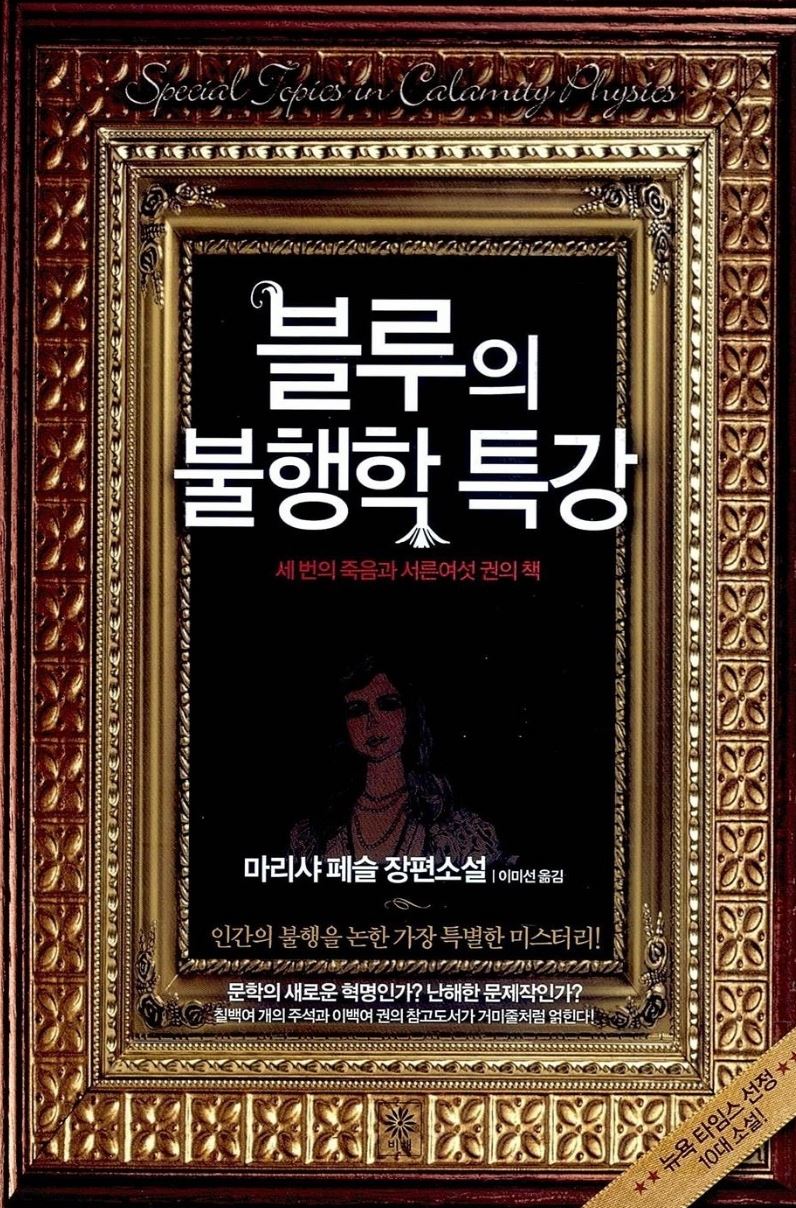 Special Topics in Calamity Physics
블루의
불행학 특강
세 번의 죽음과 서른여섯 권의 책
마리샤 페슬 장편소설 | 이미선 옮김
인간의 불행을 논한 가장 특별한 미스터리!
문학의 새로운 혁명인가? 난해한 문제작인가?
칠백여 개의 주석과 이백여 권의 참고도서가 거미줄처럼 얽힌다!
비채
★★ 뉴욕 타임스 선정 ★★
10대 소설!